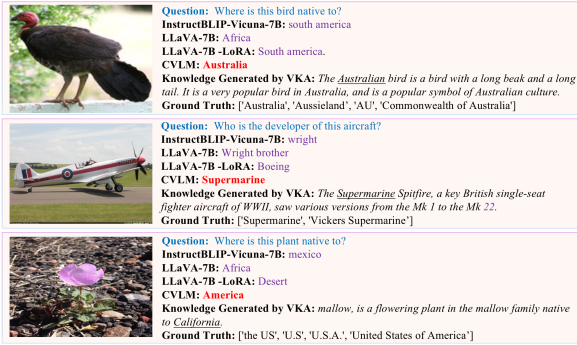 Question: Where is this bird native to?
InstructBLIP-Vicuna-7B: south america
LLaVA-7B: Africa
LLaVA-7B -LoRA: South america.
CVLM: Australia
Knowledge Generated by VKA: The Australian bird is a bird with a long beak and a long
tail. It is a very popular bird in Australia, and is a popular symbol of Australian culture.
Ground Truth: ['Australia', 'Aussieland', 'AU', 'Commonwealth of Australia']
Question: Who is the developer of this aircraft?
InstructBLIP-Vicuna-7B: wright
LLaVA-7B: Wright brother
LLaVA-7B -LoRA: Boeing
CVLM: Supermarine
Knowledge Generated by VKA: The Supermarine Spitfire, a key British single-seat
fighter aircraft of WWII, saw various versions from the Mk 1 to the Mk 22.
Ground Truth: ['Supermarine', 'Vickers Supermarine']
Question: Where is this plant native to?
InstructBLIP-Vicuna-7B: mexico
LLaVA-7B: Africa
LLaVA-7B -LoRA: Desert
CVLM: America
Knowledge Generated by VKA: mallow, is a flowering plant in the mallow family native
to California.
Ground Truth: ['the US', 'U.S', 'U.S.A.', 'United States of America']